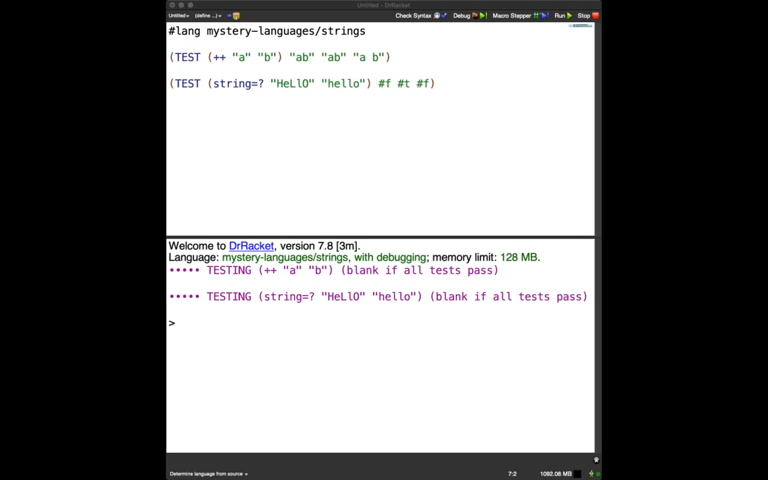 Untitled - DrRacket
Untitled▾ (define ...)▾ Check Syntax Debug Macro Stepper Run Stop
#lang mystery-languages/strings
(TEST (++ "a" "b") "ab" "ab" "a b")
(TEST (string=? "HeLlO" "hello") #f #t #f)
Welcome to DrRacket, version 7.8 [3m].
Language: mystery-languages/strings, with debugging; memory limit: 128 MB.
••••• TESTING (++ "a" "b") (blank if all tests pass)
••••• TESTING (string=? "HeLlO" "hello") (blank if all tests pass)
>
Determine language from source ▾ 7:2 1092.08 MB